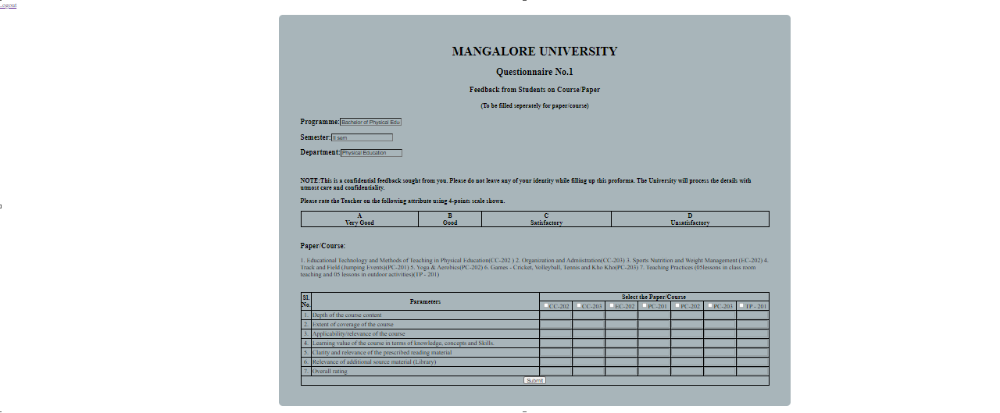 Logout
MANGALORE UNIVERSITY
Questionnaire No.1
Feedback from Students on Course/Paper
(To be filled seperately for paper/course)
Programme: Bachelor of Physical Edu
Semester: II sem
Department: Physical Education
NOTE:This is a confidential feedback sought from you. Please do not leave any of your identity while filling up this proforma. The University will process the details with
utmost care and confidentiality.
Please rate the Teacher on the following attribute using 4-points scale shown.
A B C D
Very Good Good Satisfactory Unsatisfactory
Paper/Course:
1. Educational Technology and Methods of Teaching in Physical Education(CC-202 ) 2. Organization and Admiistration(CC-203) 3. Sports Nutrition and Weight Management (EC-202) 4.
Track and Field (Jumping Events)(PC-201) 5. Yoga & Aerobics(PC-202) 6. Games - Cricket, Volleyball, Tennis and Kho Kho(PC-203) 7. Teaching Practices (05lessons in class room
teaching and 05 lessons in outdoor activities)(TP - 201)
Sl. No. Parameters Select the Paper/Course
CC-202 CC-203 EC-202 PC-201 PC-202 PC-203 TP - 201
1. Depth of the course content
2. Extent of coverage of the course
3. Applicability/relevance of the course
4. Learning value of the course in terms of knowledge, concepts and Skills.
5. Clarity and relevance of the prescribed reading material
6. Relevance of additional source material (Library)
7. Overall rating
Submit